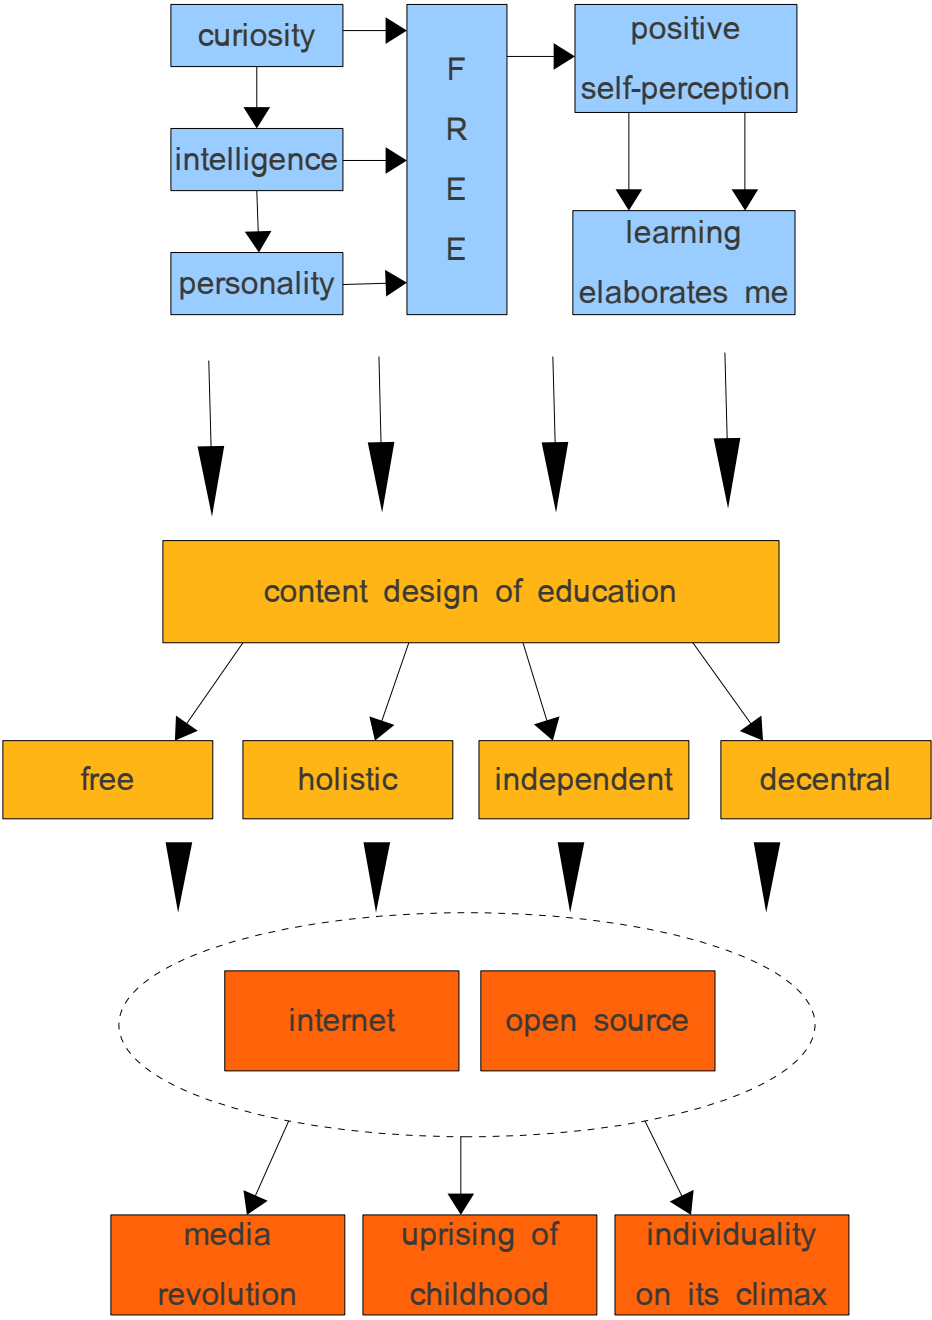 curiosity
intelligence
personality
F
R
E
E
positive
self-perception
learning
elaborates me
content design of education
free
holistic
independent
decentral
internet
open source
media
revolution
uprising of
childhood
individuality
on its climax